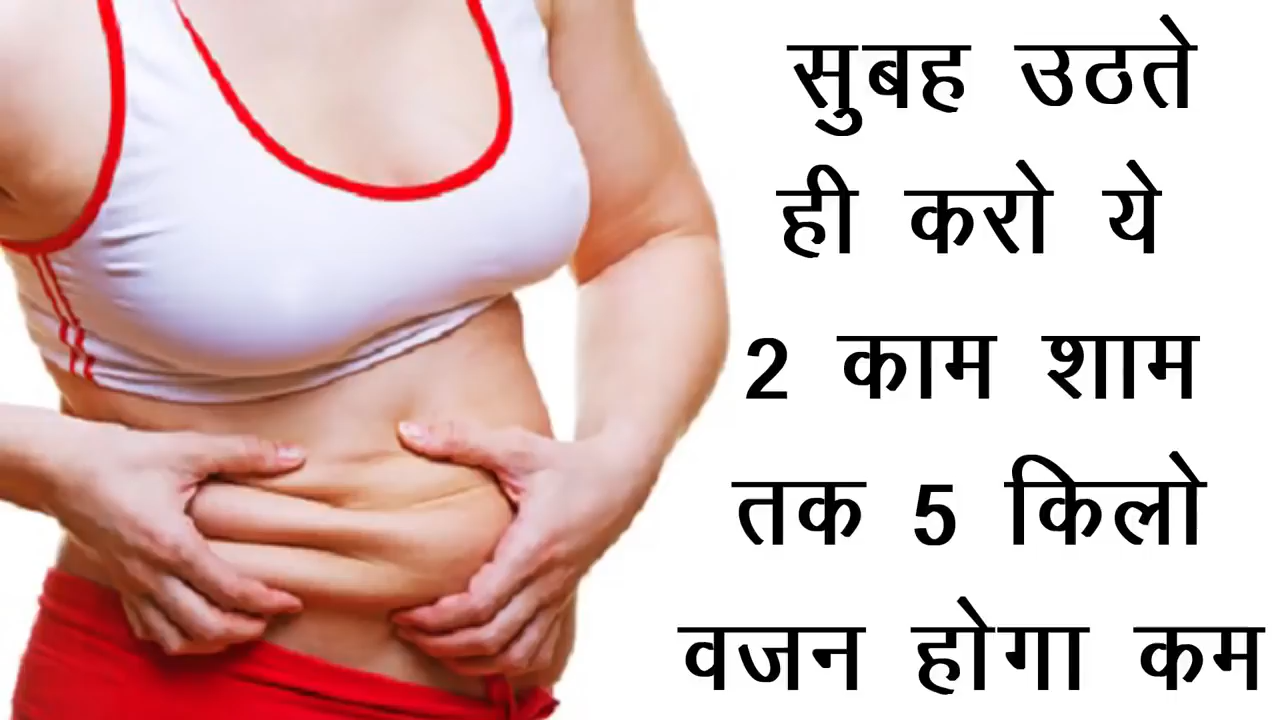 सुबह उठते
ही करो ये
2 काम शाम
तक 5 किलो
वजन होगा कम